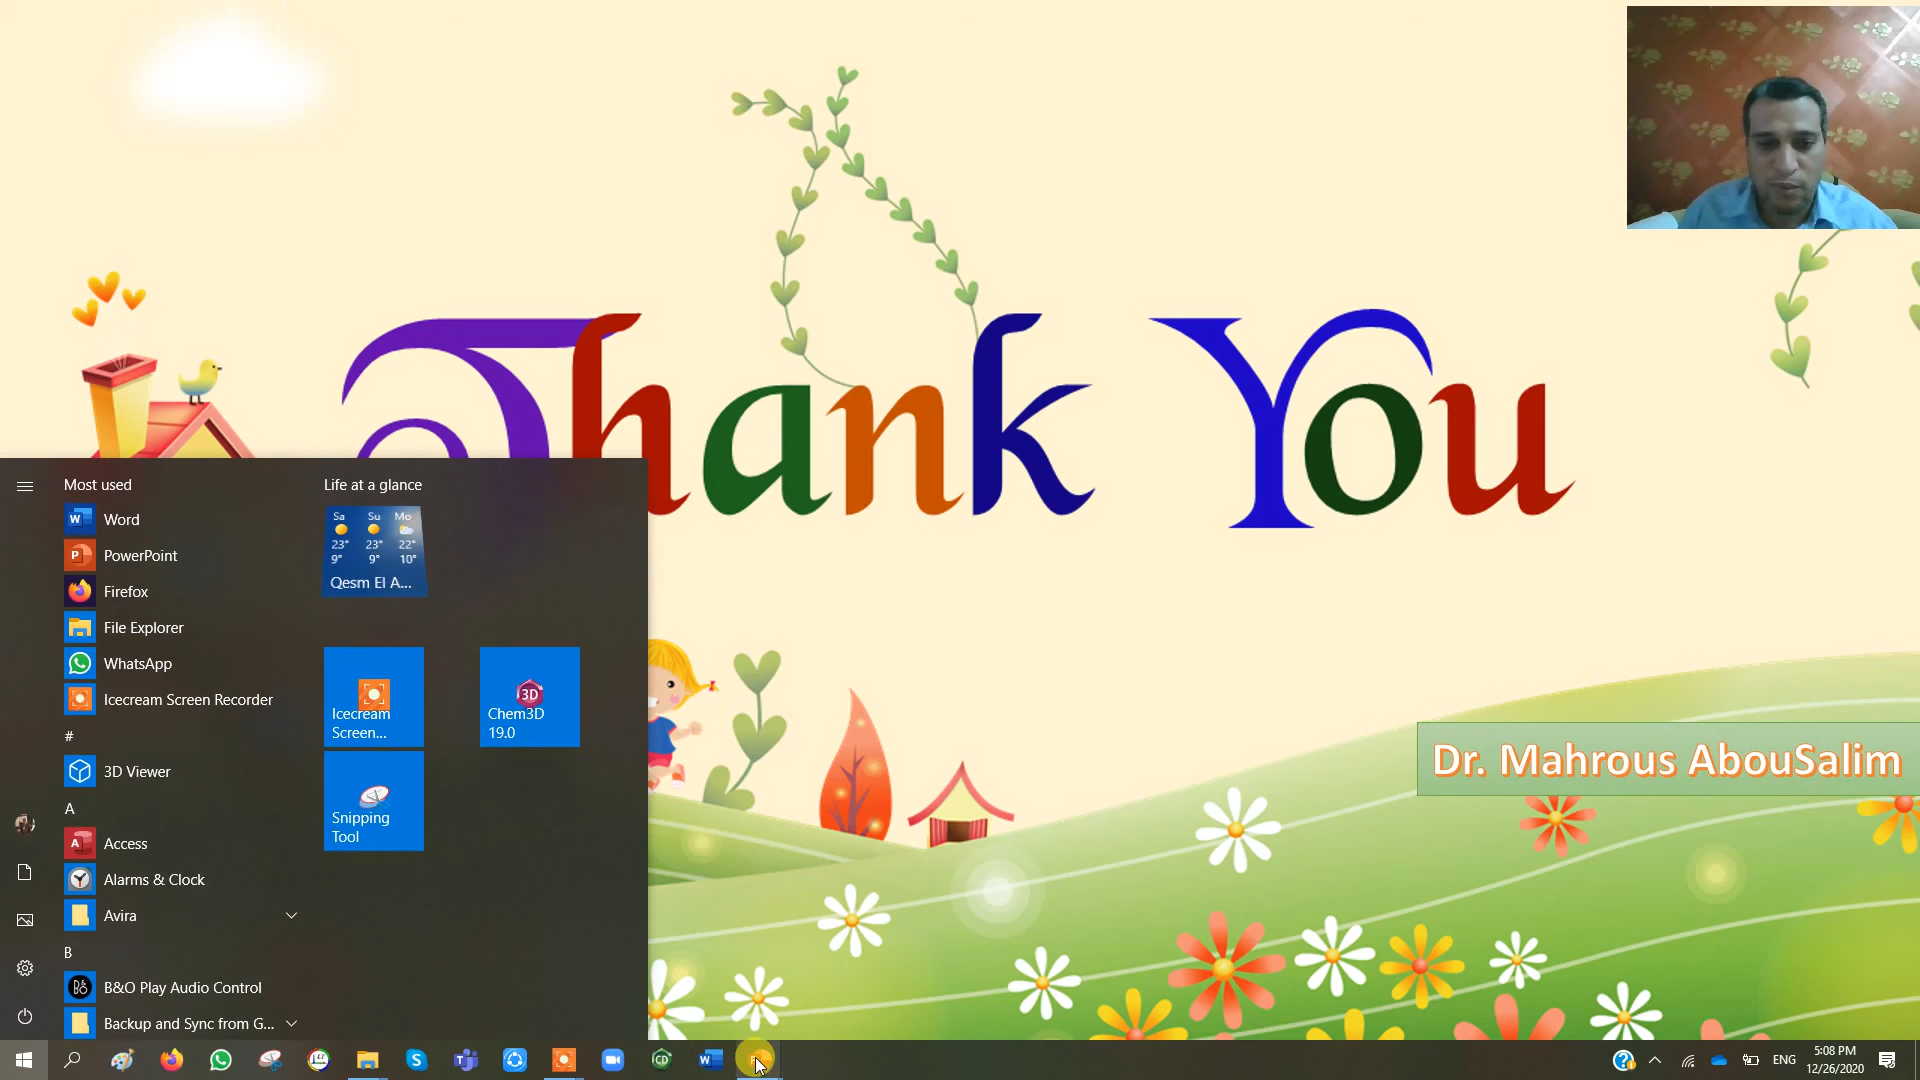 Thank You
Dr. Mahrous AbouSalim
Most used
Word
PowerPoint
Firefox
File Explorer
WhatsApp
Icecream Screen Recorder
#
3D Viewer
A
Access
Alarms & Clock
Avira
B
B&O Play Audio Control
Backup and Sync from G...
Life at a glance
Sa Su Mo
23° 23° 22°
9° 9° 10°
Qesm El A...
Icecream
Screen...
3D
Chem3D
19.0
Snipping
Tool
ENG
5:08 PM
12/26/2020